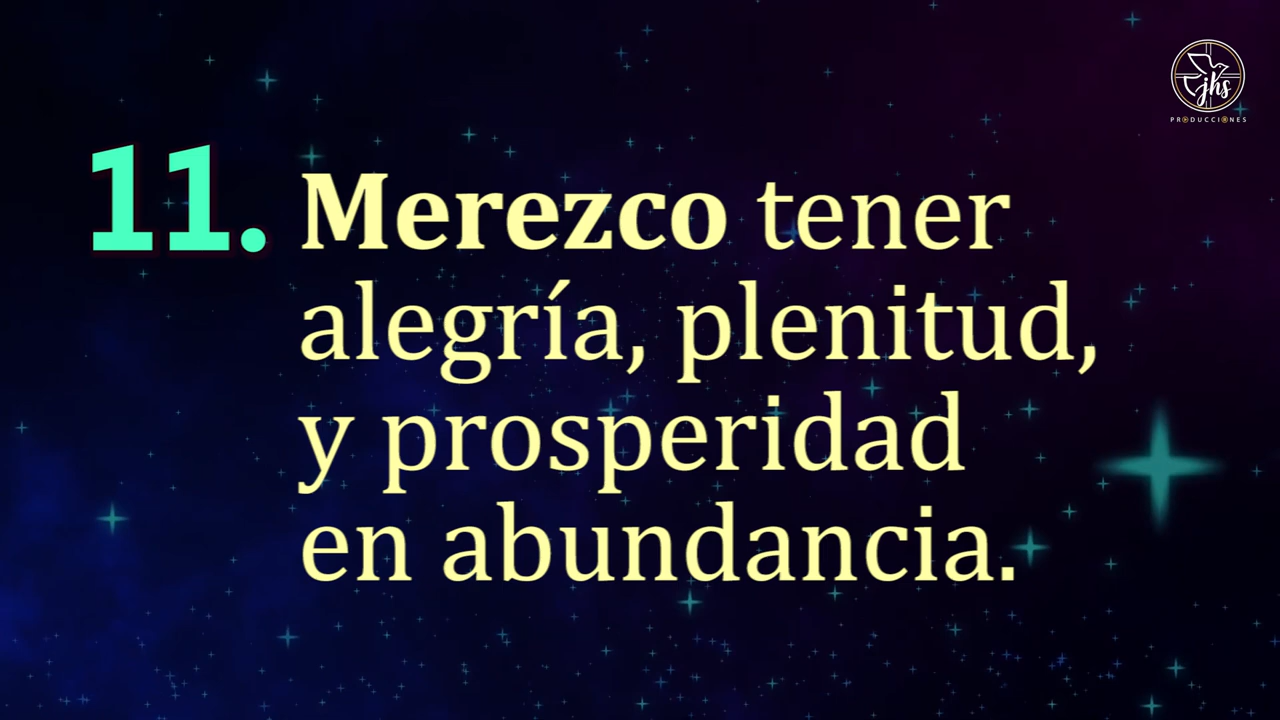 jhs
PRODUCCIONES
11. Merezco tener
alegría, plenitud,
y prosperidad
en abundancia.